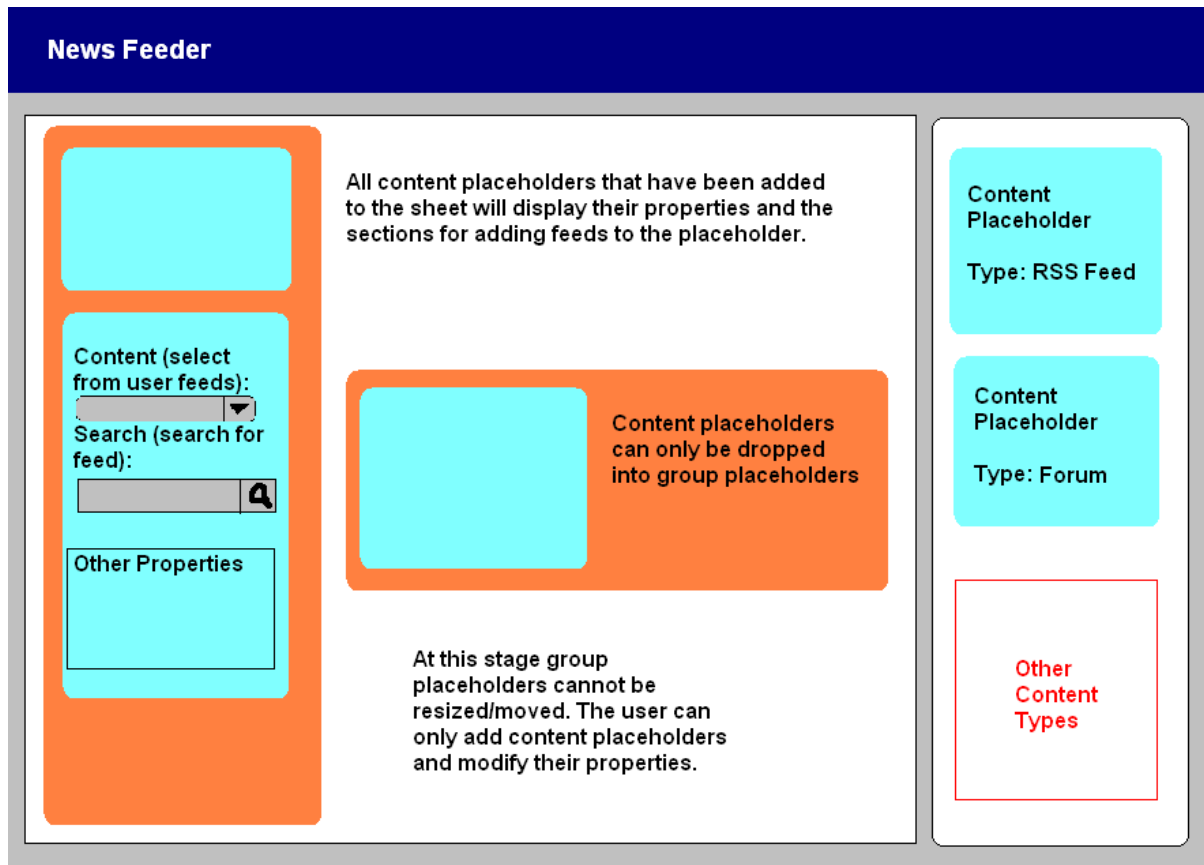 News Feeder
All content placeholders that have been added
to the sheet will display their properties and the
sections for adding feeds to the placeholder.
Content (select
from user feeds):
Search (search for
feed):
Other Properties
Content placeholders
can only be dropped
into group placeholders
At this stage group
placeholders cannot be
resized/moved. The user can
only add content placeholders
and modify their properties.
Content
Placeholder
Type: RSS Feed
Content
Placeholder
Type: Forum
Other
Content
Types